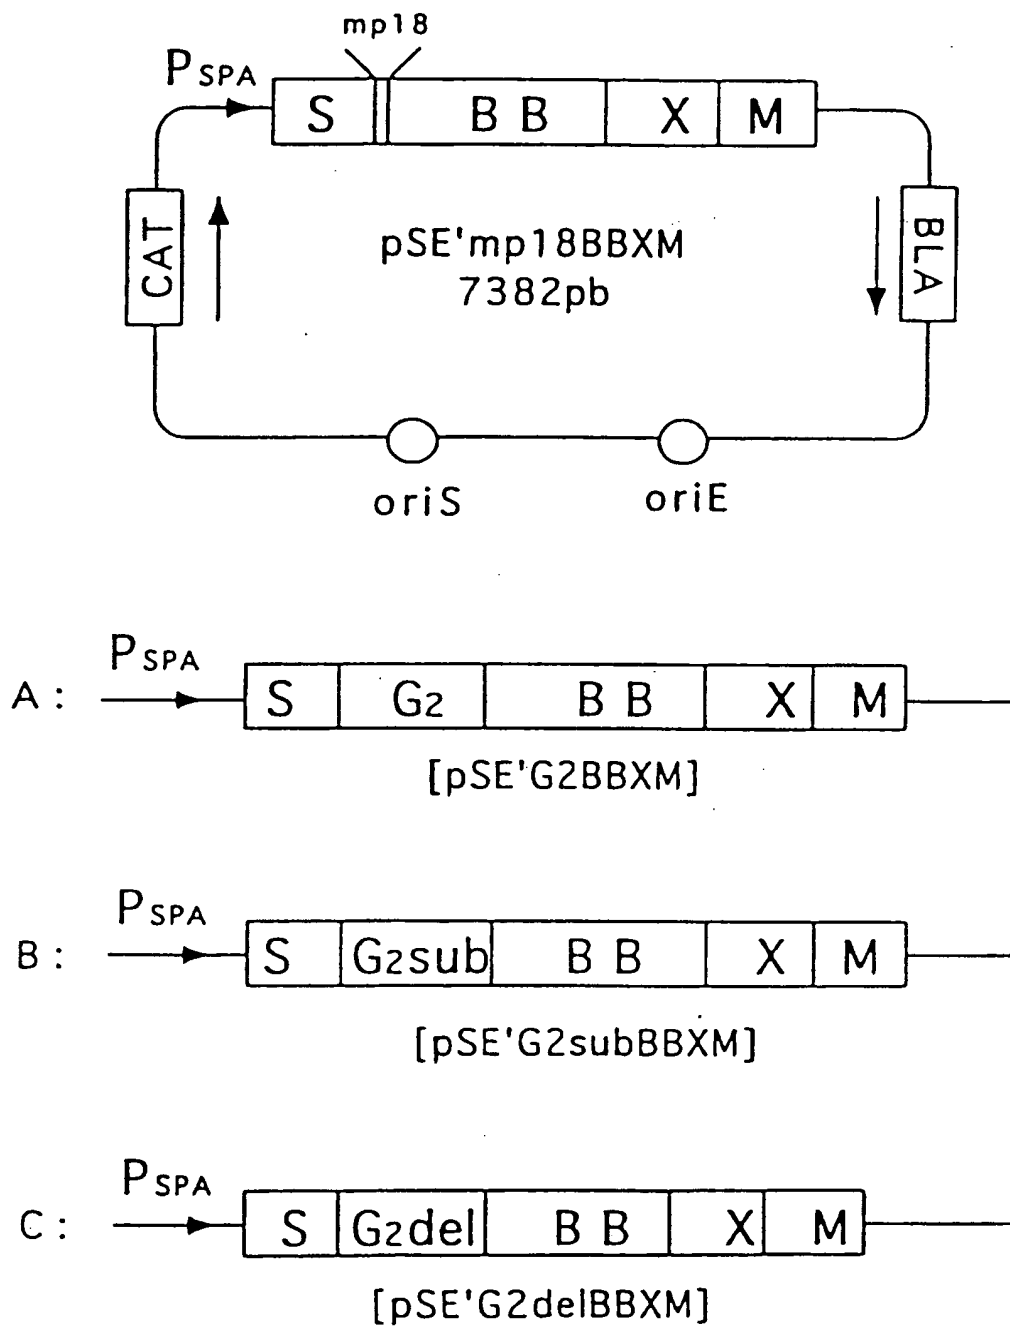 mp18
PSPA
S BB X M
CAT
BLA
pSE'mp18BBXM
7382pb
oriS oriE
PSPA
A: S G2 BB X M
[pSE'G2BBXM]
PSPA
B: S G2sub BB X M
[pSE'G2subBBXM]
PSPA
C: S G2del BB X M
[pSE'G2delBBXM]